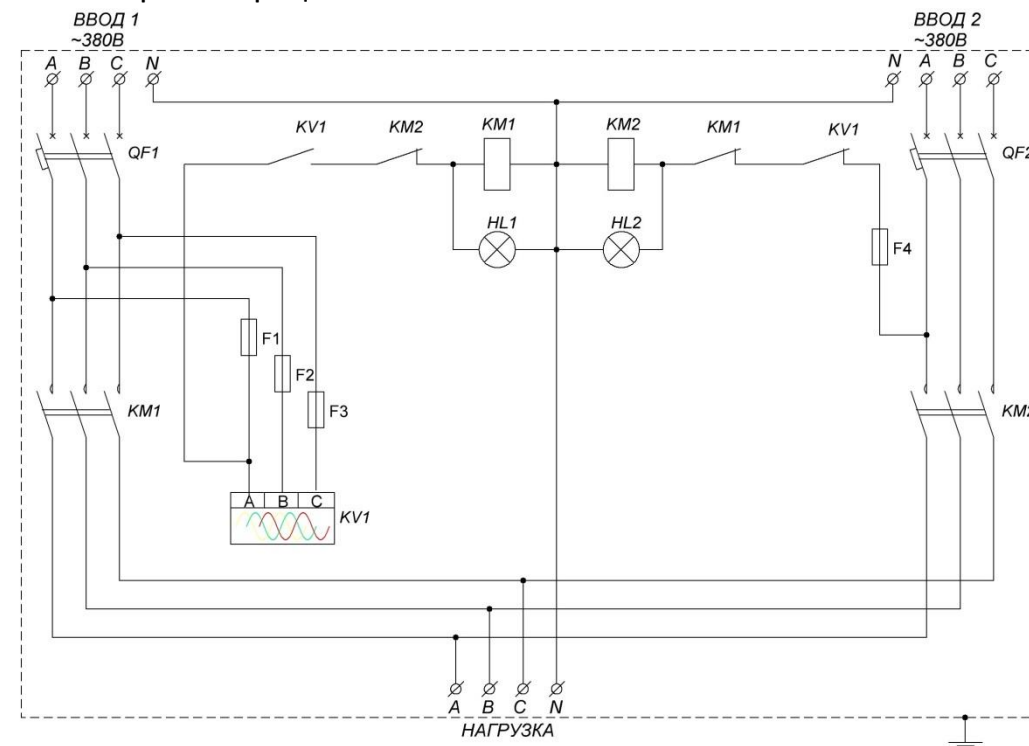 ВВОД 1
~380В
A B C N
ВВОД 2
~380В
N A B C
QF1
KV1
KM2
KM1
KM2
KM1
KV1
QF2
HL1
HL2
F4
F1
F2
F3
KM1
KM2
A B C
KV1
A B C N
НАГРУЗКА